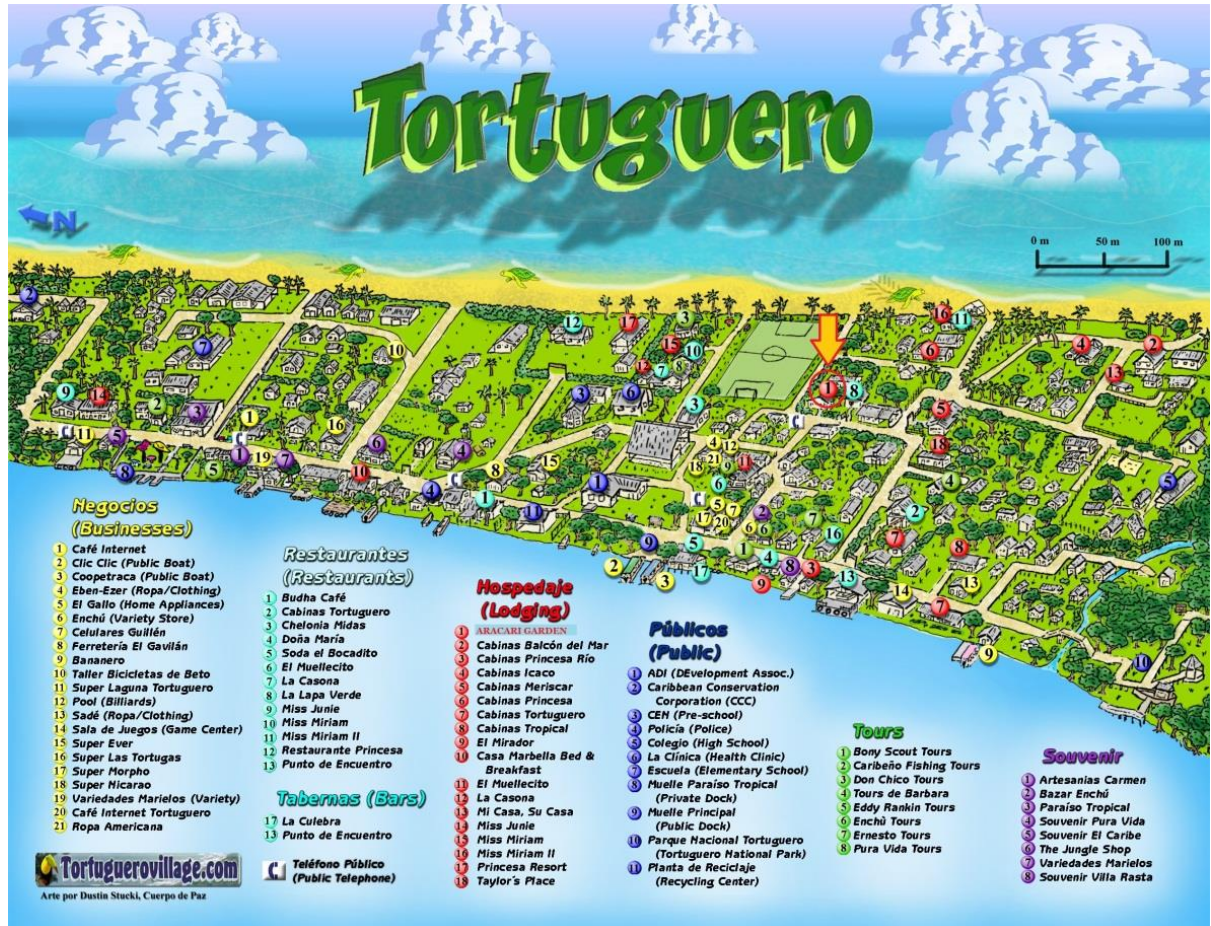 Tortuguero
N
0 m 50 m 100 m
Negocios
(Businesses)
1 Café Internet
2 Clic Clic (Public Boat)
3 Coopetraca (Public Boat)
4 Eben-Ezer (Ropa/Clothing)
5 El Gallo (Home Appliances)
6 Enchú (Variety Store)
7 Celulares Guillén
8 Ferretería El Gavilán
9 Bananero
10 Taller Bicicletas de Beto
11 Super Laguna Tortuguero
12 Pool (Billiards)
13 Sadé (Ropa/Clothing)
14 Sala de Juegos (Game Center)
15 Super Ever
16 Super Las Tortugas
17 Super Morpho
18 Super Nicarao
19 Variedades Marielos (Variety)
20 Café Internet Tortuguero
21 Ropa Americana
Tortuguerovillage.com
Arte por Dustin Stucki, Cuerpo de Paz
Restaurantes
(Restaurants)
1 Budha Café
2 Cabinas Tortuguero
3 Chelonia Midas
4 Doña María
5 Soda el Bocadito
6 El Muellecito
7 La Casona
8 La Lapa Verde
9 Miss Junie
10 Miss Miriam
11 Miss Miriam II
12 Restaurante Princesa
13 Punto de Encuentro
Tabernas (Bars)
17 La Culebra
13 Punto de Encuentro
C Teléfono Público
(Public Telephone)
Hospedaje
(Lodging)
1 ARACARI GARDEN
2 Cabinas Balcón del Mar
3 Cabinas Princesa Río
4 Cabinas Icaco
5 Cabinas Meriscar
6 Cabinas Princesa
7 Cabinas Tortuguero
8 Cabinas Tropical
9 El Mirador
10 Casa Marbella Bed &
Breakfast
11 El Muellecito
12 La Casona
13 Mi Casa, Su Casa
14 Miss Junie
15 Miss Miriam
16 Miss Miriam II
17 Princesa Resort
18 Taylor´s Place
Públicos
(Public)
1 ADI (DEvelopment Assoc.)
2 Caribbean Conservation
Corporation (CCC)
3 CEN (Pre-school)
4 Policía (Police)
5 Colegio (High School)
6 La Clínica (Health Clinic)
7 Escuela (Elementary School)
8 Muelle Paraíso Tropical
(Private Dock)
9 Muelle Principal
(Public Dock)
10 Parque Nacional Tortuguero
(Tortuguero National Park)
11 Planta de Reciclaje
(Recycling Center)
Tours
1 Bony Scout Tours
2 Caribeño Fishing Tours
3 Don Chico Tours
4 Tours de Barbara
5 Eddy Rankin Tours
6 Enchú Tours
7 Ernesto Tours
8 Pura Vida Tours
Souvenir
1 Artesanias Carmen
2 Bazar Enchú
3 Paraíso Tropical
4 Souvenir Pura Vida
5 Souvenir El Caribe
6 The Jungle Shop
7 Variedades Marielos
8 Souvenir Villa Rasta